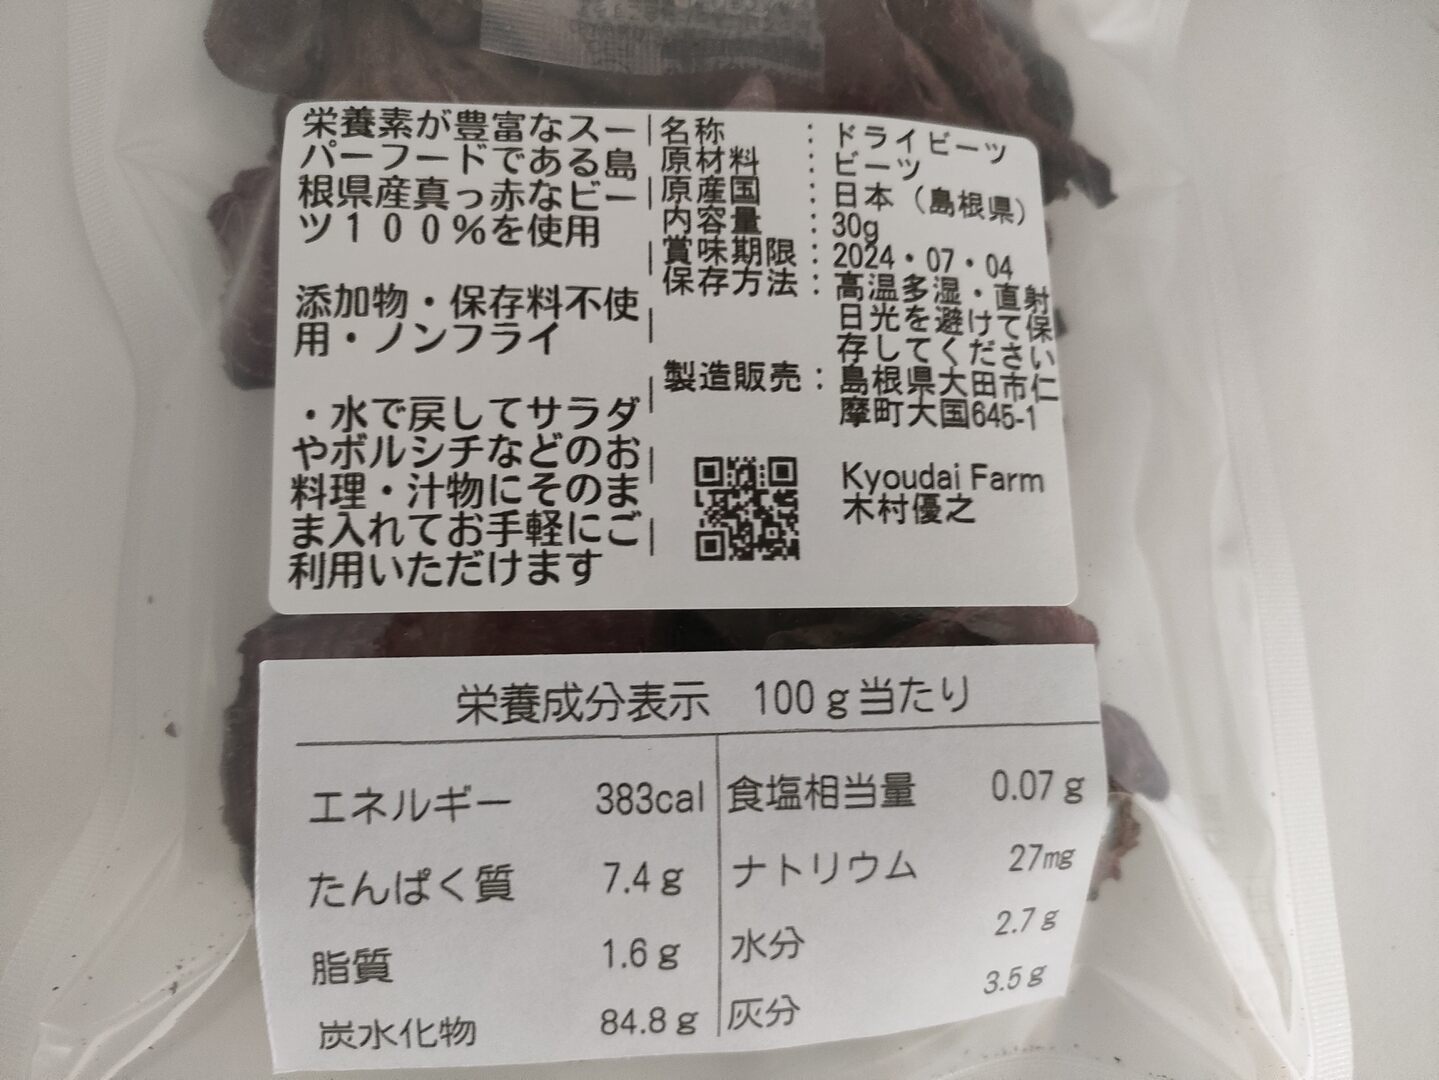 栄養素が豊富なスー
パーフードである島
根県産真っ赤なビー
ツ１００％を使用
添加物・保存料不使
用・ノンフライ
・水で戻してサラダ
やボルシチなどのお
料理・汁物にそのま
ま入れてお手軽にご
利用いただけます
名称 : ドライビーツ
原材料 : ビーツ
原産国 : 日本（島根県）
内容量 : 30g
賞味期限 : 2024・07・04
保存方法 : 高温多湿・直射
日光を避けて保
存してください
製造販売 : 島根県大田市仁
摩町大国645-1
Kyoudai Farm
木村優之
栄養成分表示 100g当たり
エネルギー 383cal
たんぱく質 7.4g
脂質 1.6g
炭水化物 84.8g
食塩相当量 0.07g
ナトリウム 27mg
水分 2.7g
灰分 3.5g